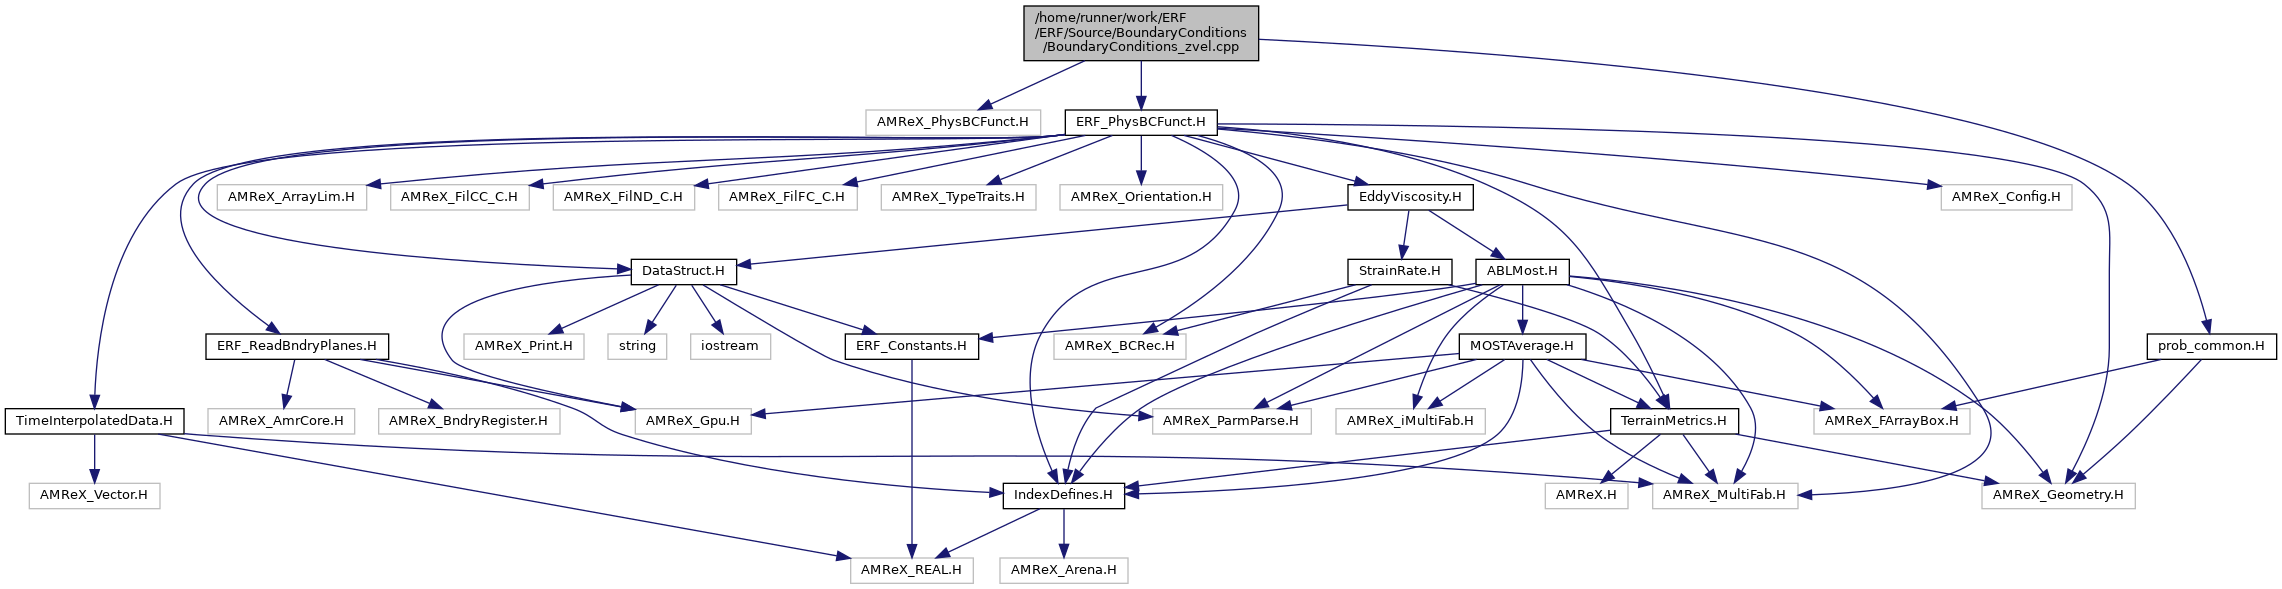 /home/runner/work/ERF
/ERF/Source/BoundaryConditions
/BoundaryConditions_zvel.cpp
AMReX_PhysBCFunct.H
ERF_PhysBCFunct.H
AMReX_ArrayLim.H
AMReX_FilCC_C.H
AMReX_FilND_C.H
AMReX_FilFC_C.H
AMReX_TypeTraits.H
AMReX_Orientation.H
EddyViscosity.H
AMReX_Config.H
DataStruct.H
StrainRate.H
ABLMost.H
ERF_ReadBndryPlanes.H
AMReX_Print.H
string
iostream
ERF_Constants.H
AMReX_BCRec.H
MOSTAverage.H
prob_common.H
TimeInterpolatedData.H
AMReX_AmrCore.H
AMReX_BndryRegister.H
AMReX_Gpu.H
AMReX_ParmParse.H
AMReX_iMultiFab.H
TerrainMetrics.H
AMReX_FArrayBox.H
AMReX_Vector.H
IndexDefines.H
AMReX.H
AMReX_MultiFab.H
AMReX_Geometry.H
AMReX_REAL.H
AMReX_Arena.H